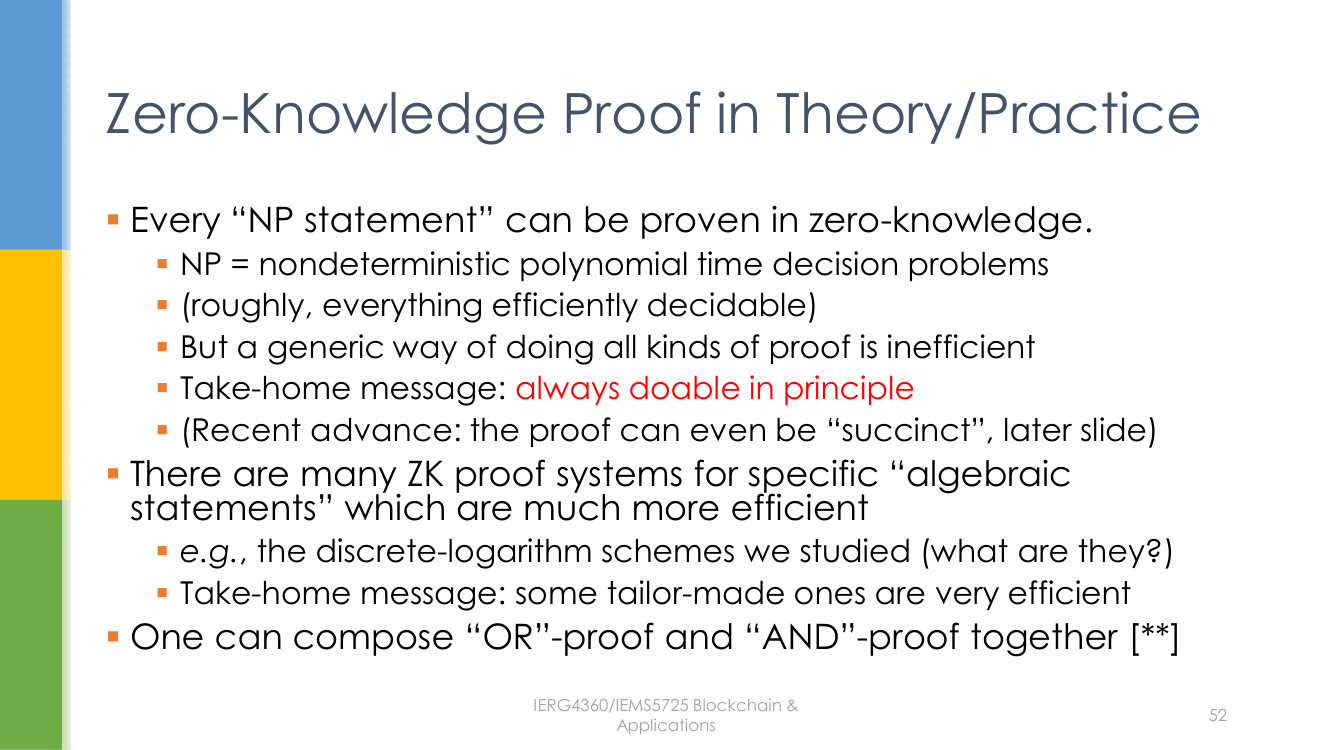 Zero-Knowledge Proof in Theory/Practice
▪ Every “NP statement” can be proven in zero-knowledge.
▪ NP = nondeterministic polynomial time decision problems
▪ (roughly, everything efficiently decidable)
▪ But a generic way of doing all kinds of proof is inefficient
▪ Take-home message: always doable in principle
▪ (Recent advance: the proof can even be “succinct”, later slide)
▪ There are many ZK proof systems for specific “algebraic
statements” which are much more efficient
▪ e.g., the discrete-logarithm schemes we studied (what are they?)
▪ Take-home message: some tailor-made ones are very efficient
▪ One can compose “OR”-proof and “AND”-proof together [**]
IERG4360/IEMS5725 Blockchain &
Applications
52